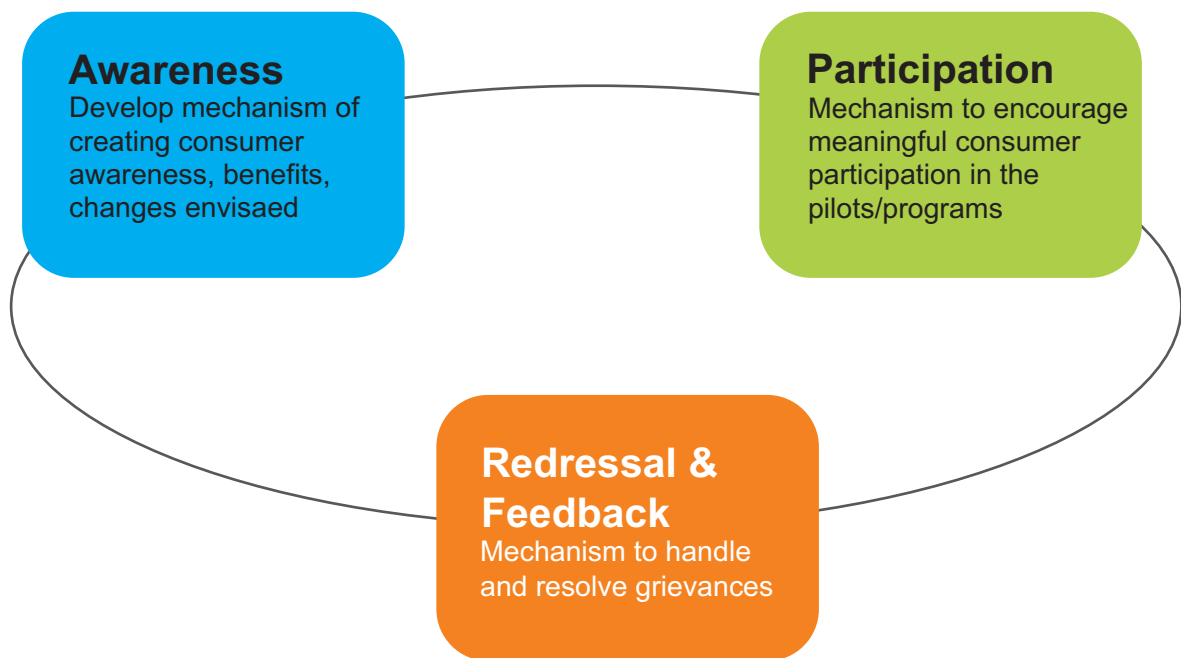 Awareness
Develop mechanism of
creating consumer
awareness, benefits,
changes envisaed
Participation
Mechanism to encourage
meaningful consumer
participation in the
pilots/programs
Redressal &
Feedback
Mechanism to handle
and resolve grievances